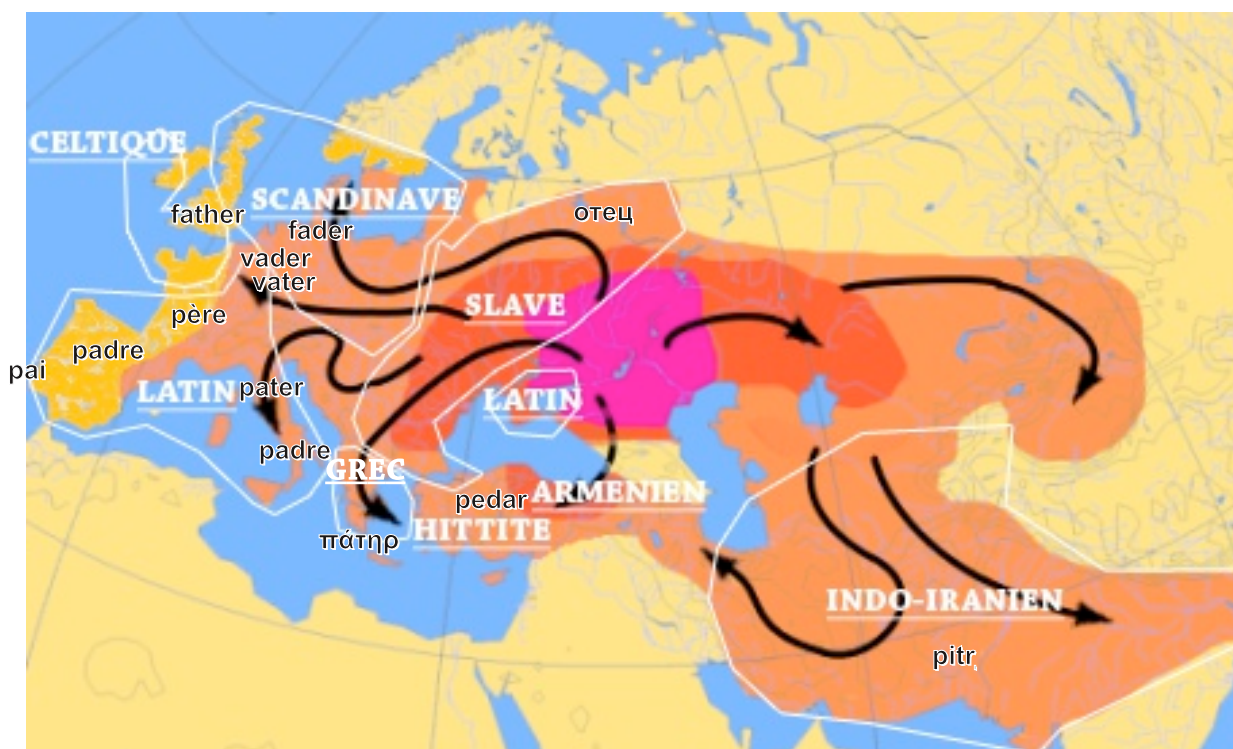 CELTIQUE
SCANDINAVE
father
οτец
fader
vader
vater
SLAVE
père
padre
pai
LATIN
pater
LATIN
padre
GREC
pedar
ARMENIEN
πάτηρ
HITTITE
INDO-IRANIEN
pitṛ